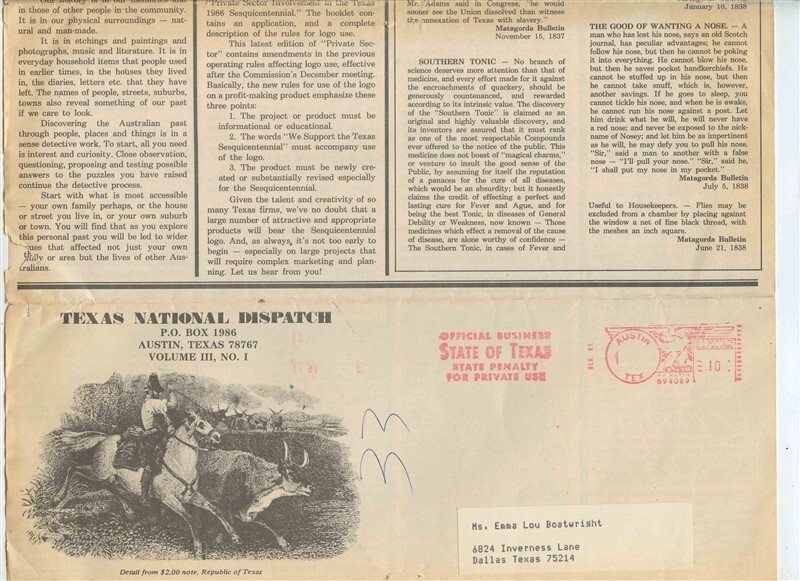 in those of other people in the community.
It is in our physical surroundings — nat-
ural and man-made.
It is in etchings and paintings and
photographs, music and literature. It is in
everyday household items that people used
in earlier times, in the houses they lived
in, the diaries, letters etc. that they have
left. The names of people, streets, suburbs,
towns also reveal something of our past
if we care to look.
Discovering the Australian past
through people, places and things is in a
sense detective work. To start, all you need
is interest and curiosity. Close observation,
questioning, proposing and testing possible
answers to the puzzles you have raised
continue the detective process.
Start with what is most accessible
— your own family perhaps, or the house
or street you live in, or your own suburb
or town. You will find that as you explore
this personal past you will be led to wider
ues that affected not just your own
family or area but the lives of other Aus-
tralians.
"Private Sector Involvement in the Texas
1986 Sesquicentennial." The booklet con-
tains an application, and a complete
description of the rules for logo use.
This latest edition of "Private Sec-
tor" contains amendments in the previous
operating rules affecting logo use, effective
after the Commission's December meeting.
Basically, the new rules for use of the logo
on a profit-making product emphasize these
three points:
1. The project or product must be
informational or educational.
2. The words "We Support the Texas
Sesquicentennial" must accompany use
of the logo.
3. The product must be newly cre-
ated or substantially revised especially
for the Sesquicentennial.
Given the talent and creativity of so
many Texas firms, we've no doubt that a
large number of attractive and appropriate
products will bear the Sesquicentennial
logo. And, as always, it's not too early to
begin — especially on large projects that
will require complex marketing and plan-
ning. Let us hear from you!
Mr. Adams said in Congress, "he would
sooner see the Union dissolved than witness
the annexation of Texas with slavery."
Matagorda Bulletin
November 15, 1837
SOUTHERN TONIC — No branch of
science deserves more attention than that of
medicine, and every effort made for it against
the encroachments of quackery, should be
generously countenanced, and rewarded
according to its intrinsic value. The discovery
of the "Southern Tonic" is claimed as an
original and highly valuable discovery, and
its inventors are assured that it must rank
as one of the most respectable Compounds
ever offered to the notice of the public. This
medicine does not boast of "magical charms,"
or venture to insult the good sense of the
Public, by assuming for itself the reputation
of a panacea for the cure of all diseases,
which would be an absurdity; but it honestly
claims the credit of effecting a perfect and
lasting cure for Fever and Ague, and for
being the best Tonic, in diseases of General
Debility or Weakness, now known — Those
medicines which effect a removal of the cause
of disease, are alone worthy of confidence —
The Southern Tonic, in cases of Fever and
January 10, 1838
THE GOOD OF WANTING A NOSE. — A
man who has lost his nose, says an old Scotch
journal, has peculiar advantages; he cannot
follow his nose, but then he cannot be poking
it into everything. He cannot blow his nose,
but then he saves pocket handkerchiefs. He
cannot be stuffed up in his nose, but then
he cannot take snuff, which is, however,
another savings. If he goes to sleep, you
cannot tickle his nose, and when he is awake,
he cannot run his nose against a post. Let
him drink what he will, he will never have
a red nose; and never be exposed to the nick-
name of Nosey; and let him be as impertinent
as he will, he may defy you to pull his nose.
"Sir," said a man to another with a false
nose — "I'll pull your nose." "Sir," said he,
"I shall put my nose in my pocket."
Matagorda Bulletin
July 5, 1838
Useful to Housekeepers. — Flies may be
excluded from a chamber by placing against
the window a net of fine black thread, with
the meshes an inch square.
Matagorda Bulletin
June 21, 1838
TEXAS NATIONAL DISPATCH
P.O. BOX 1986
AUSTIN, TEXAS 78767
VOLUME III, NO. I
OFFICIAL BUSINESS
STATE OF TEXAS
STATE PENALTY
FOR PRIVATE USE
AUSTIN
TEX
694089
10
33
Ms. Emma Lou Boatwright
6824 Inverness Lane
Dallas Texas 75214
Detail from $2.00 note, Republic of Texas